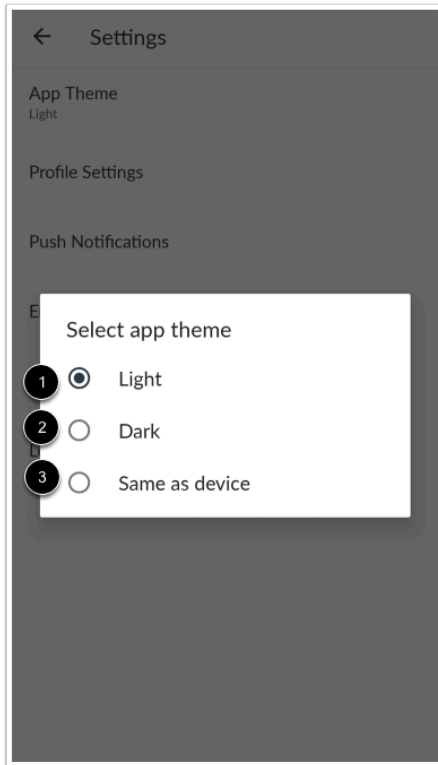 Settings
App Theme
Light
Profile Settings
Push Notifications
E
Select app theme
1 Light
2 Dark
L
3 Same as device